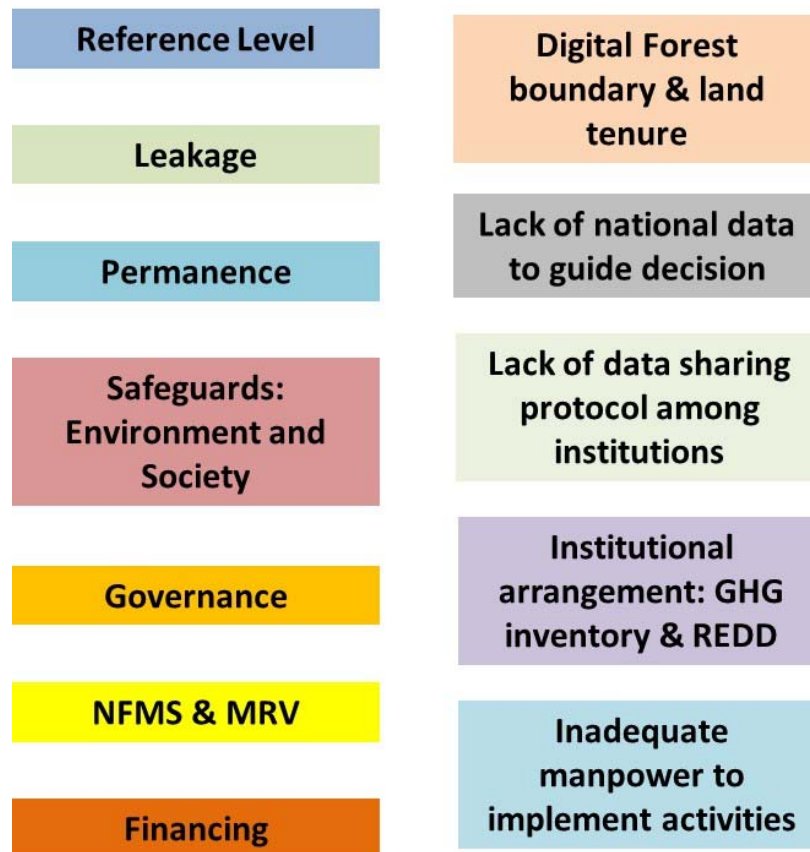 Reference Level
Leakage
Permanence
Safeguards:
Environment and
Society
Governance
NFMS & MRV
Financing
Digital Forest
boundary & land
tenure
Lack of national data
to guide decision
Lack of data sharing
protocol among
institutions
Institutional
arrangement: GHG
inventory & REDD
Inadequate
manpower to
implement activities